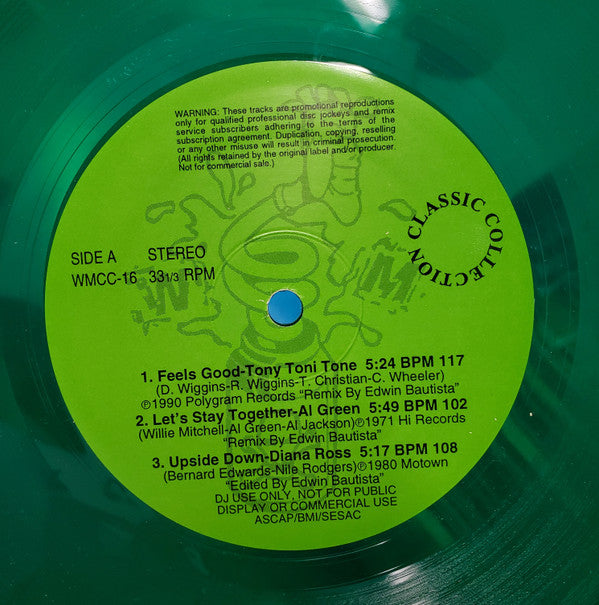 WARNING: These tracks are promotional reproductions
only for qualified professional disc jockeys and remix
service subscribers adhering to the terms of the
subscription agreement. Duplication, copying, reselling
or any other misuse will result in criminal prosecution.
(All rights retained by the original label and/or producer.
Not for commercial sale.)
CLASSIC COLLECTION
SIDE A STEREO
WMCC-16 33 1/3 RPM
W M
1. Feels Good-Tony Toni Tone 5:24 BPM 117
(D. Wiggins-R. Wiggins-T. Christian-C. Wheeler)
℗1990 Polygram Records "Remix By Edwin Bautista"
2. Let's Stay Together-Al Green 5:49 BPM 102
(Willie Mitchell-Al Green-Al Jackson)℗1971 Hi Records
"Remix By Edwin Bautista"
3. Upside Down-Diana Ross 5:17 BPM 108
(Bernard Edwards-Nile Rodgers)℗1980 Motown
"Edited By Edwin Bautista"
DJ USE ONLY, NOT FOR PUBLIC
DISPLAY OR COMMERCIAL USE
ASCAP/BMI/SESAC